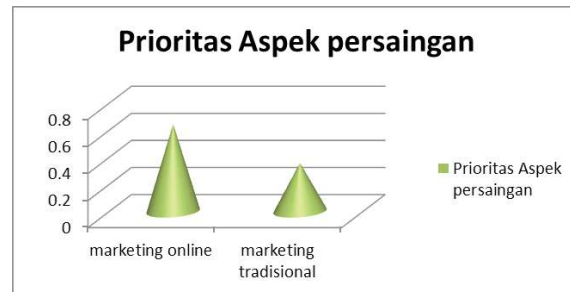 Prioritas Aspek persaingan
0.8
0.6
0.4
0.2
0
marketing online
marketing
tradisional
Prioritas Aspek
persaingan